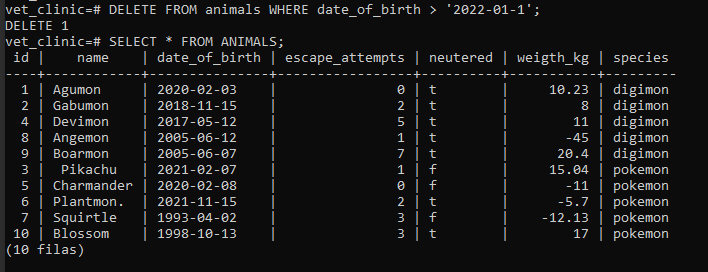 vet_clinic=# DELETE FROM animals WHERE date_of_birth > '2022-01-1';
DELETE 1
vet_clinic=# SELECT * FROM ANIMALS;
 id |    name    | date_of_birth | escape_attempts | neutered | weigth_kg | species
----+------------+---------------+-----------------+----------+-----------+---------
  1 | Agumon     | 2020-02-03    |               0 | t        |     10.23 | digimon
  2 | Gabumon    | 2018-11-15    |               2 | t        |         8 | digimon
  4 | Devimon    | 2017-05-12    |               5 | t        |        11 | digimon
  8 | Angemon    | 2005-06-12    |               1 | t        |       -45 | digimon
  9 | Boarmon    | 2005-06-07    |               7 | t        |      20.4 | digimon
  3 |  Pikachu   | 2021-02-07    |               1 | f        |     15.04 | pokemon
  5 | Charmander | 2020-02-08    |               0 | f        |       -11 | pokemon
  6 | Plantmon.  | 2021-11-15    |               2 | t        |      -5.7 | pokemon
  7 | Squirtle   | 1993-04-02    |               3 | f        |    -12.13 | pokemon
 10 | Blossom    | 1998-10-13    |               3 | t        |        17 | pokemon
(10 filas)